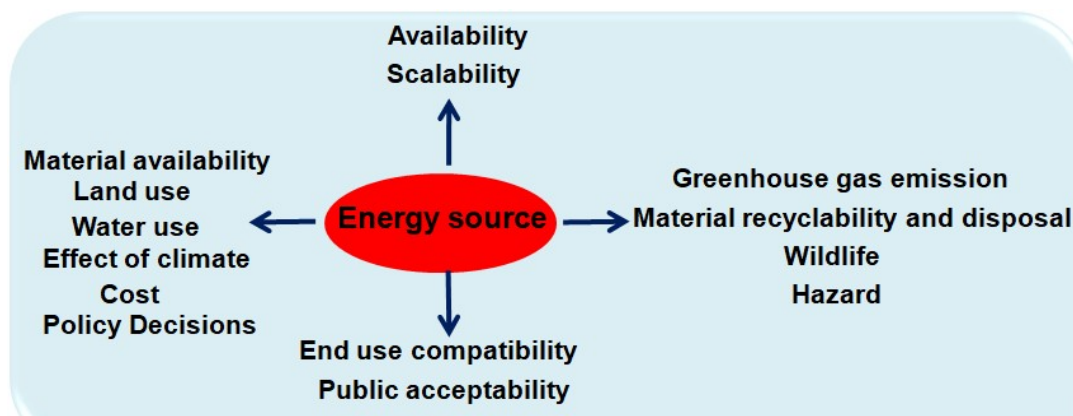 Availability
Scalability
Material availability
Land use
Water use
Effect of climate
Cost
Policy Decisions
Energy source
Greenhouse gas emission
Material recyclability and disposal
Wildlife
Hazard
End use compatibility
Public acceptability